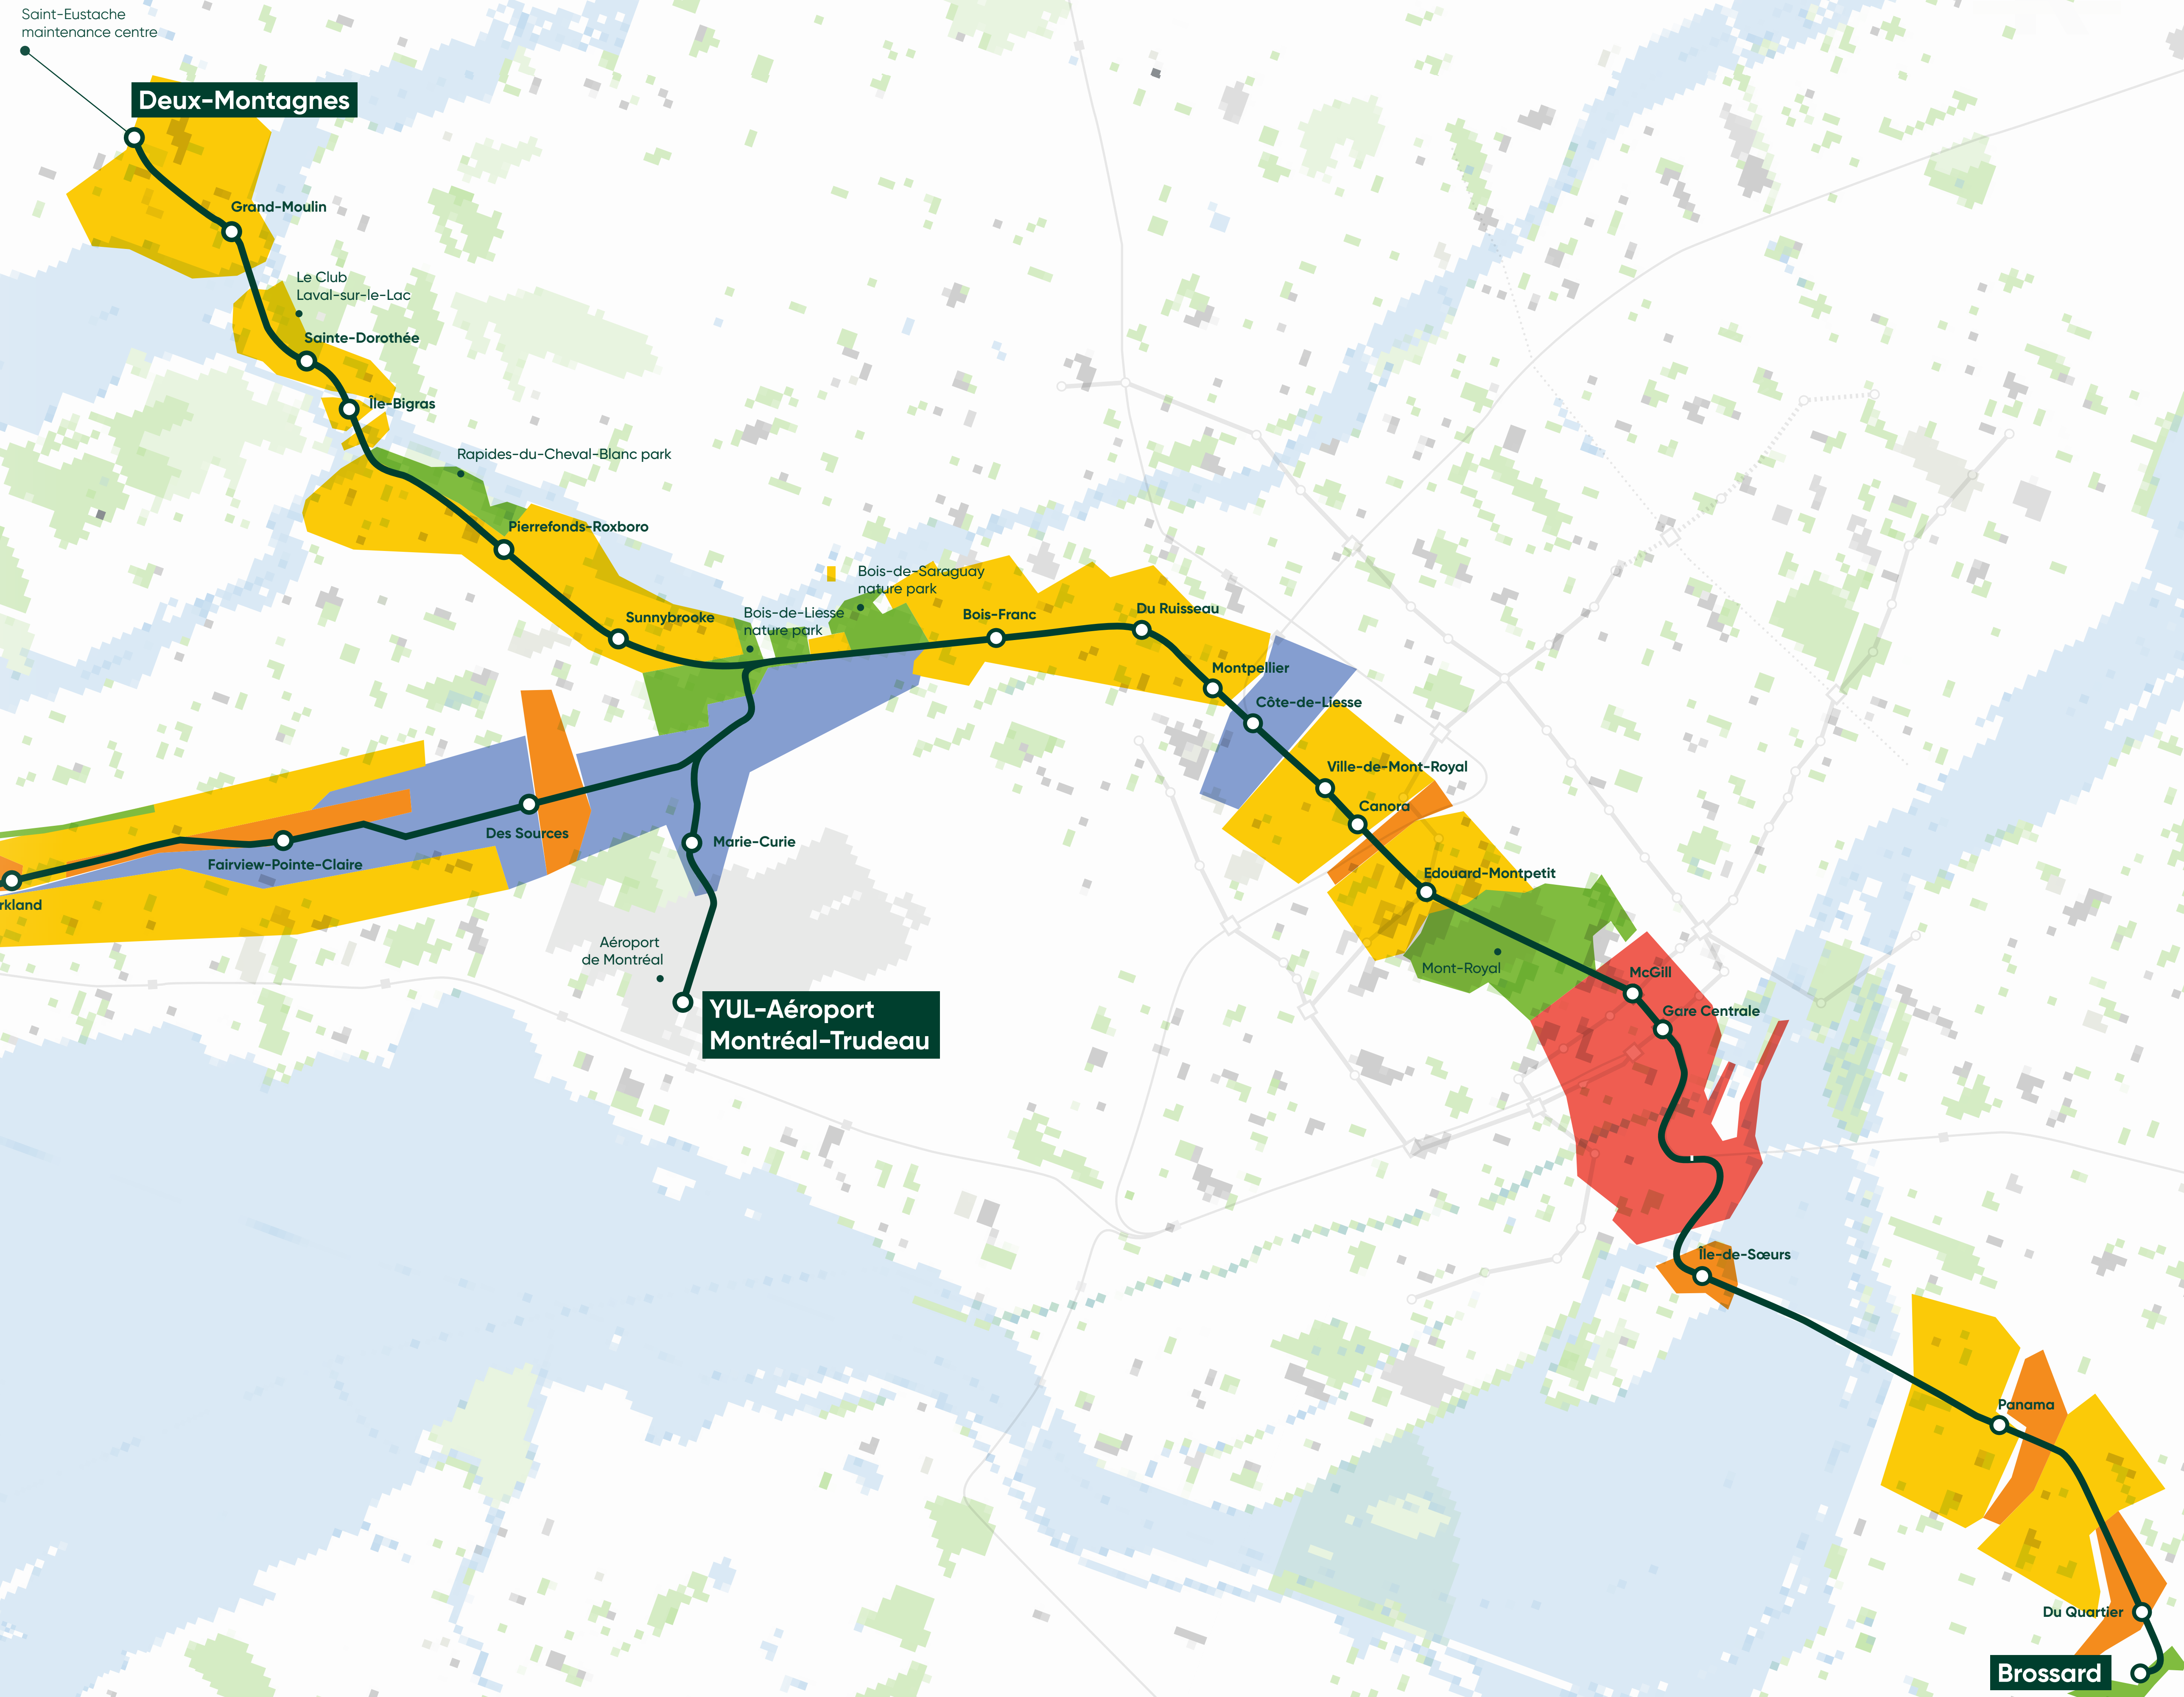 Saint-Eustache
maintenance centre
Deux-Montagnes
Grand-Moulin
Le Club
Laval-sur-le-Lac
Sainte-Dorothée
Île-Bigras
Rapides-du-Cheval-Blanc park
Pierrefonds-Roxboro
Sunnybrooke
Bois-de-Liesse
nature park
Bois-de-Saraguay
nature park
Bois-Franc
Du Ruisseau
Montpellier
Côte-de-Liesse
Ville-de-Mont-Royal
Canora
Edouard-Montpetit
Mont-Royal
McGill
Gare Centrale
Île-de-Sœurs
Panama
Du Quartier
Brossard
Des Sources
Fairview-Pointe-Claire
rkland
Marie-Curie
Aéroport
de Montréal
YUL-Aéroport
Montréal-Trudeau